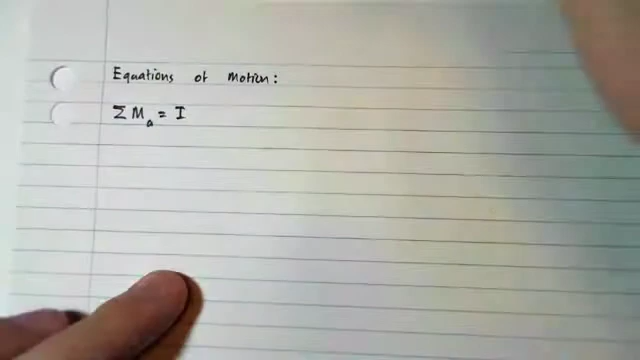 Equations of Motion:
ΣMₐ = I